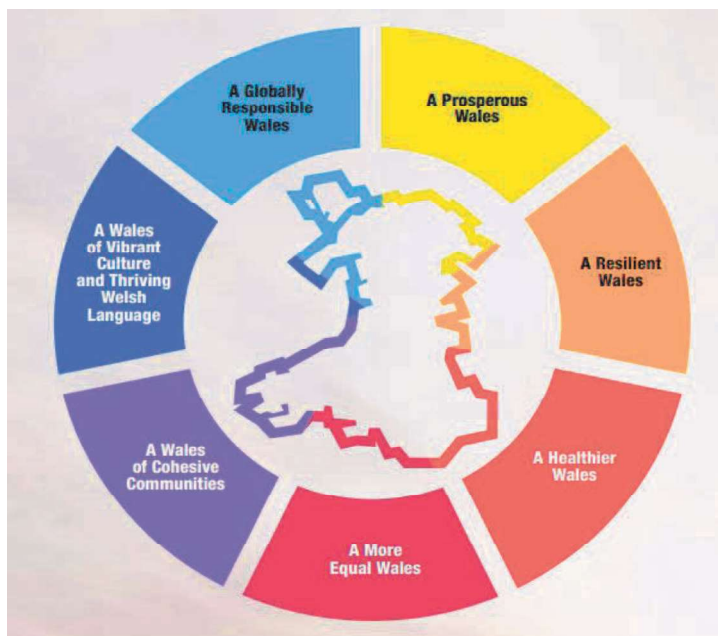 A Prosperous
Wales
A Resilient
Wales
A Healthier
Wales
A More
Equal Wales
A Wales
of Cohesive
Communities
A Wales
of Vibrant
Culture
and Thriving
Welsh
Language
A Globally
Responsible
Wales